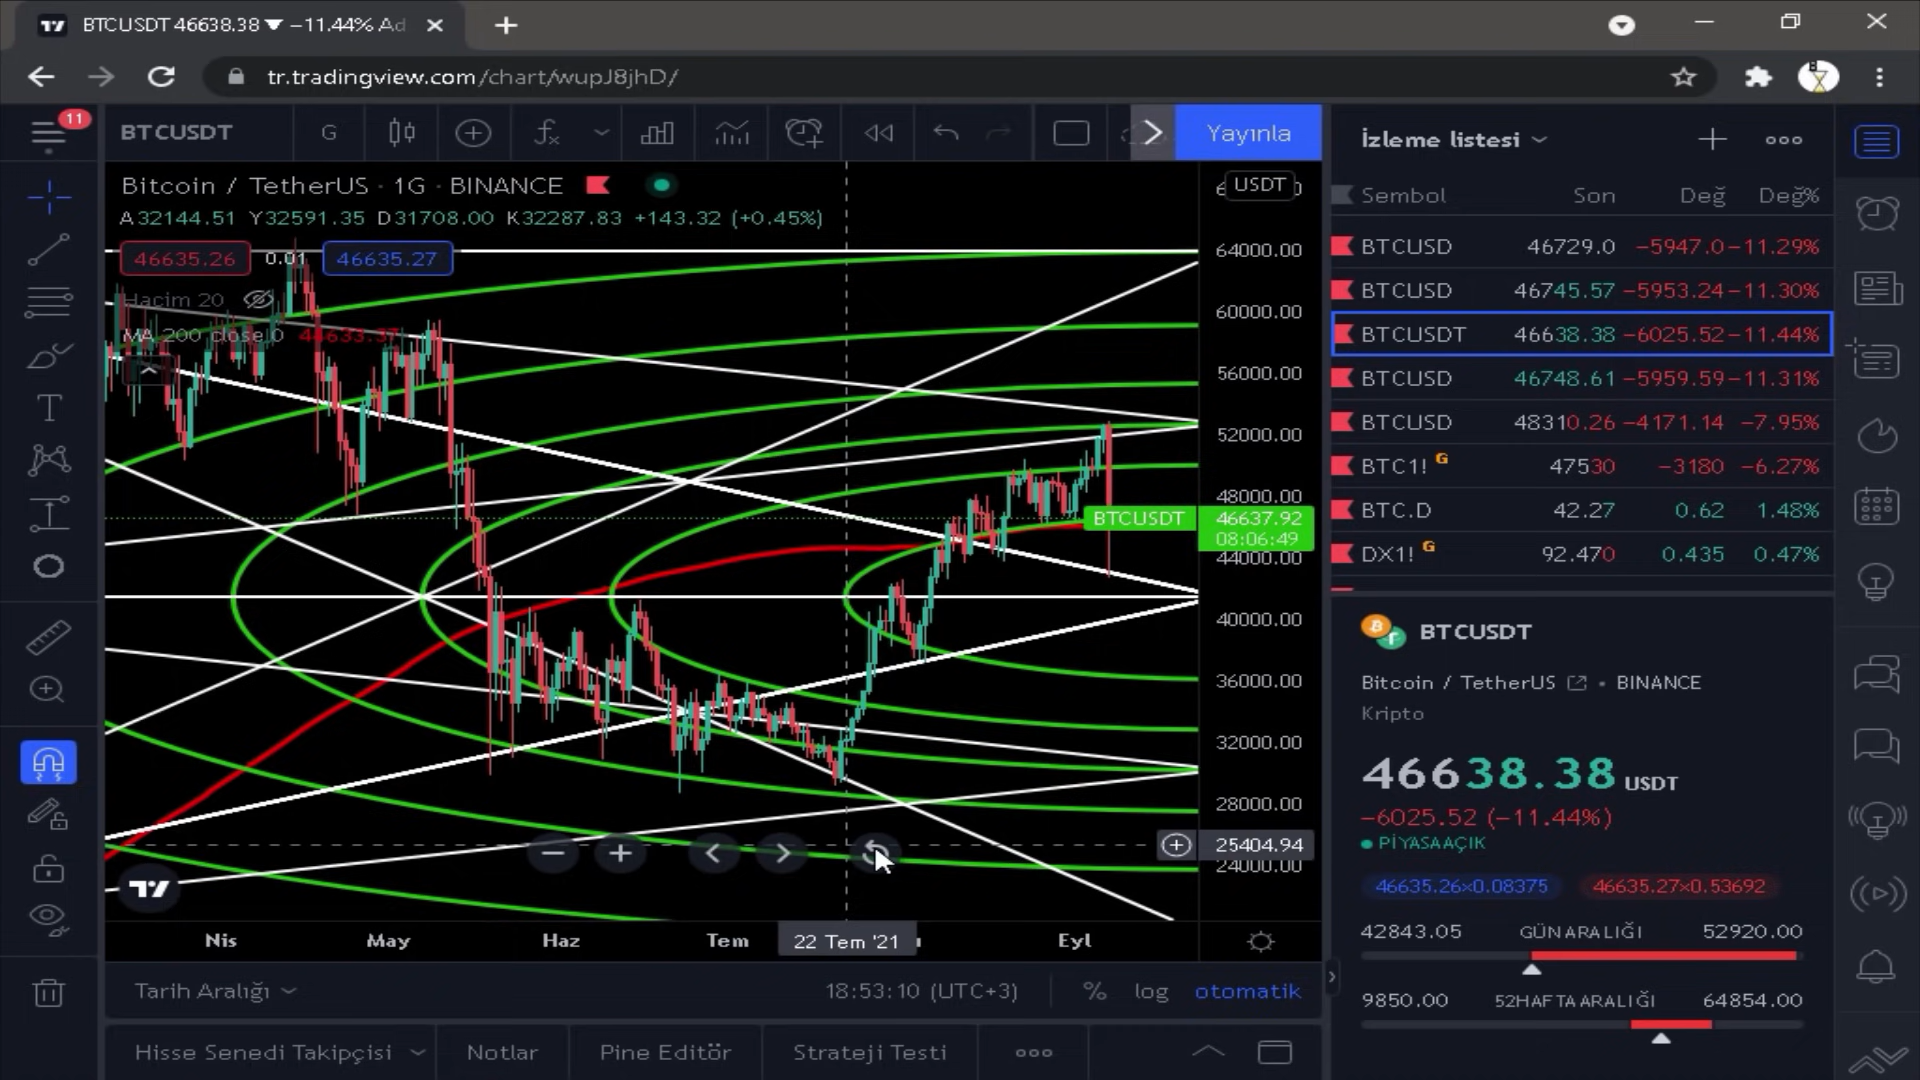 BTCUSDT 46638.38 ▼ −11.44% Ad
tr.tradingview.com/chart/wupJ8jhD/
11
BTCUSDT
G
Yayınla
Bitcoin / TetherUS · 1G · BINANCE
A32144.51 Y32591.35 D31708.00 K32287.83 +143.32 (+0.45%)
46635.26 0.01 46635.27
Hacim 20
MA 200 close 0 44633.37
USDT
64000.00
60000.00
56000.00
52000.00
48000.00
BTCUSDT 46637.92
08:06:49
44000.00
40000.00
36000.00
32000.00
28000.00
25404.94
24000.00
Nis May Haz Tem 22 Tem '21 Eyl
Tarih Aralığı
18:53:10 (UTC+3) % log otomatik
Hisse Senedi Takipçisi Notlar Pine Editör Strateji Testi
İzleme listesi
Sembol Son Değ Değ%
BTCUSD 46729.0 −5947.0 −11.29%
BTCUSD 46745.57 −5953.24 −11.30%
BTCUSDT 46638.38 −6025.52 −11.44%
BTCUSD 46748.61 −5959.59 −11.31%
BTCUSD 48310.26 −4171.14 −7.95%
BTC1! G 47530 −3180 −6.27%
BTC.D 42.27 0.62 1.48%
DX1! G 92.470 0.435 0.47%
BTCUSDT
Bitcoin / TetherUS • BINANCE
Kripto
46638.38 USDT
−6025.52 (−11.44%)
PİYASA AÇIK
46635.26×0.08375 46635.27×0.53692
42843.05 GÜN ARALIĞI 52920.00
9850.00 52HAFTA ARALIĞI 64854.00